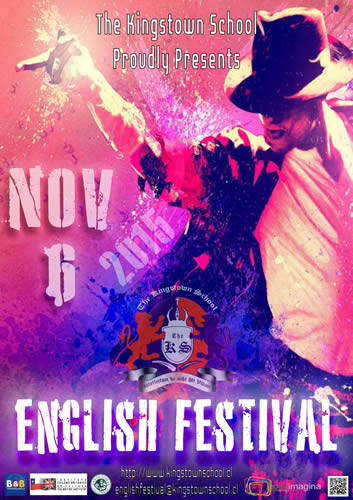 The Kingstown School
Proudly Presents
NOV
6
2015
The Kingstown School
The
KS
ENGLISH FESTIVAL
http://www.kingstownschool.cl
englishfestival@kingstownschool.cl
B&B
imagina